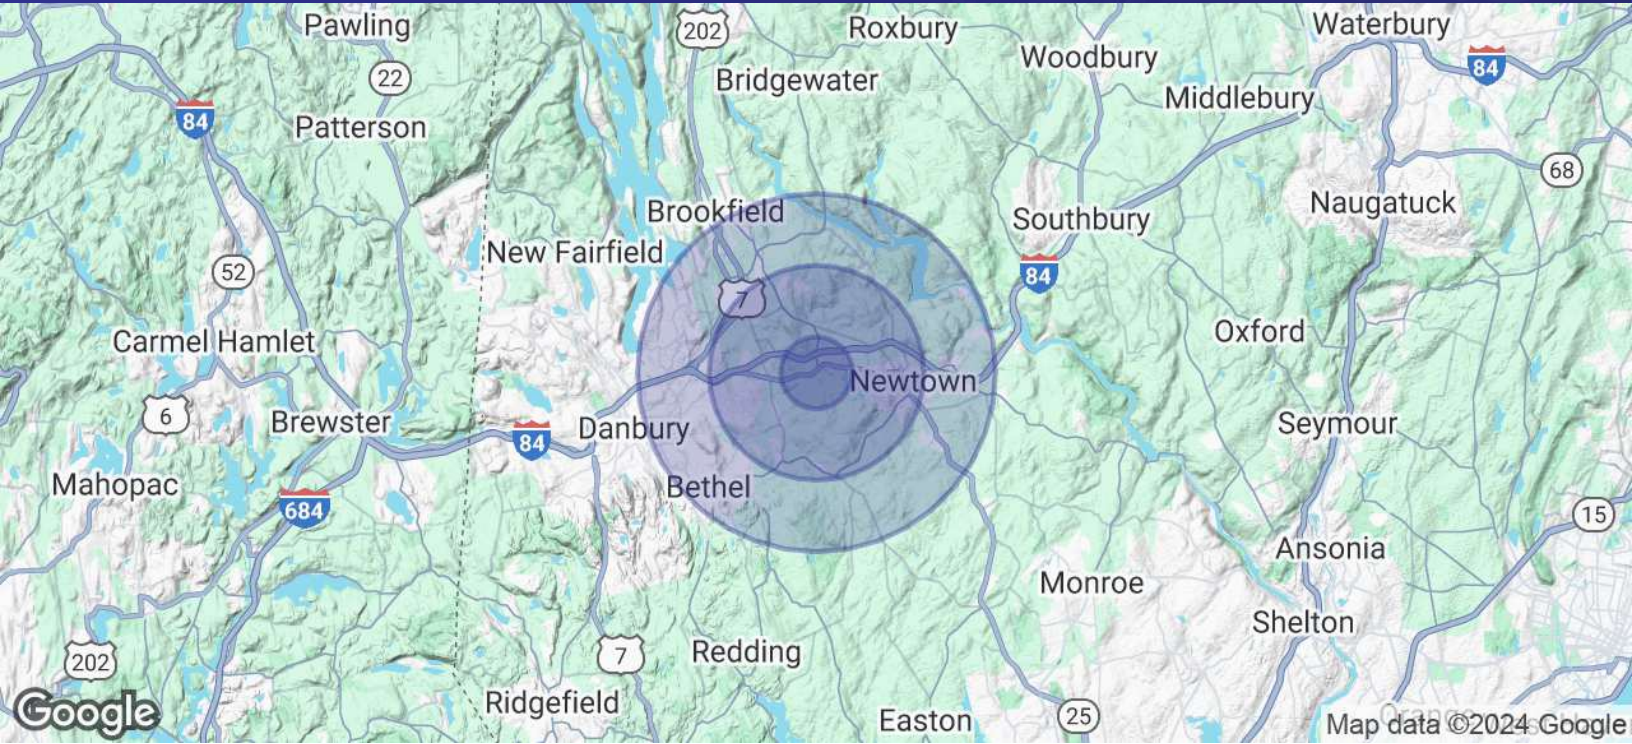 Pawling
202
Roxbury
Waterbury
Woodbury
84
22
Bridgewater
Middlebury
84
Patterson
68
Naugatuck
Brookfield
Southbury
New Fairfield
52
84
7
Oxford
Carmel Hamlet
Newtown
6
Brewster
Seymour
84
Danbury
Mahopac
Bethel
684
15
Ansonia
Monroe
Shelton
202
7
Redding
Ridgefield
Google
Easton
25
Orange
Map data ©2024 Google